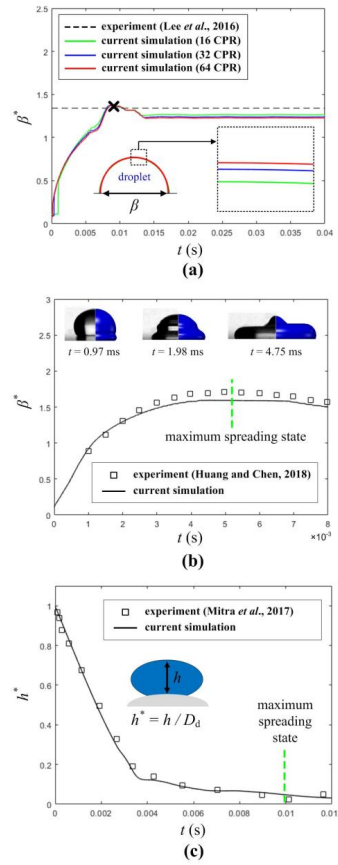 3
2.5
2
1.5
1
0.5
0
β*
experiment (Lee et al., 2016)
current simulation (16 CPR)
current simulation (32 CPR)
current simulation (64 CPR)
droplet
β
0 0.005 0.01 0.015 0.02 0.025 0.03 0.035 0.04
t (s)
(a)
3
2.5
2
1.5
1
0.5
0
β*
t = 0.97 ms t = 1.98 ms t = 4.75 ms
maximum spreading state
experiment (Huang and Chen, 2018)
current simulation
0 1 2 3 4 5 6 7 8
×10⁻³
t (s)
(b)
1
0.8
0.6
0.4
0.2
0
h*
experiment (Mitra et al., 2017)
current simulation
h
h* = h / Dd
maximum
spreading
state
0 0.002 0.004 0.006 0.008 0.01 0.01
t (s)
(c)